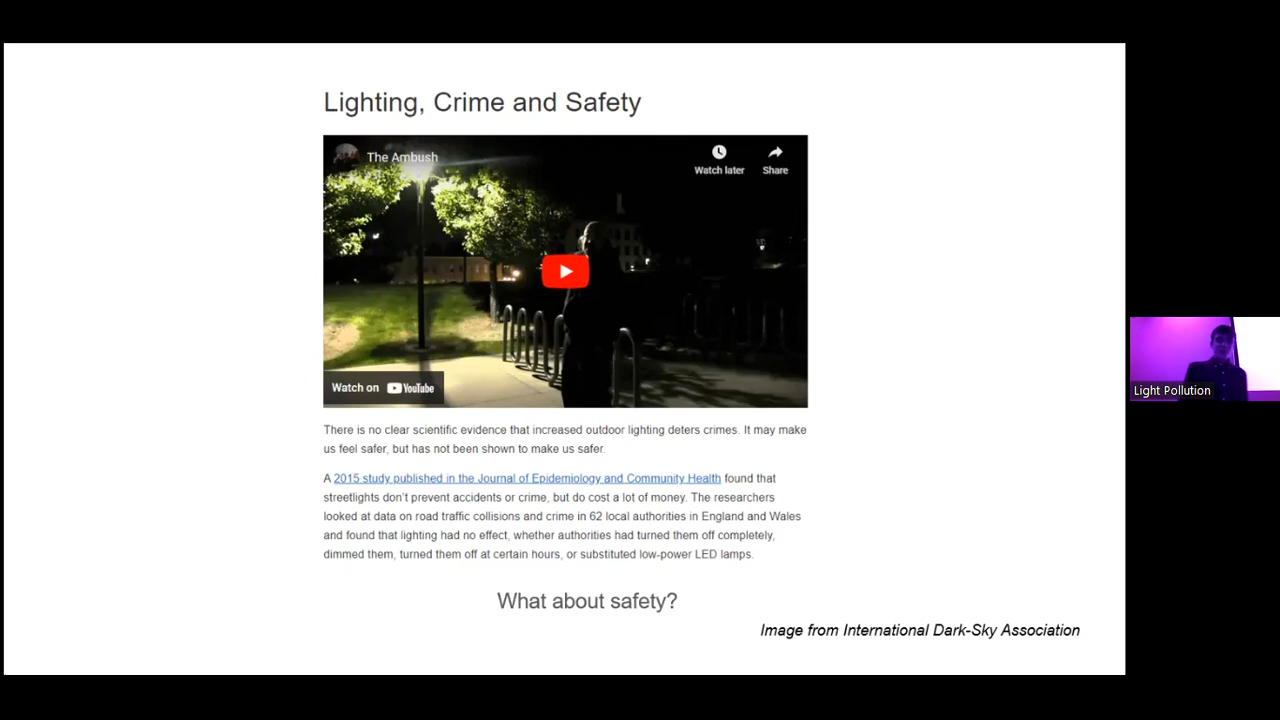 Lighting, Crime and Safety
The Ambush
Watch later
Share
Watch on YouTube
There is no clear scientific evidence that increased outdoor lighting deters crimes. It may make
us feel safer, but has not been shown to make us safer.
A 2015 study published in the Journal of Epidemiology and Community Health found that
streetlights don't prevent accidents or crime, but do cost a lot of money. The researchers
looked at data on road traffic collisions and crime in 62 local authorities in England and Wales
and found that lighting had no effect, whether authorities had turned them off completely,
dimmed them, turned them off at certain hours, or substituted low-power LED lamps.
What about safety?
Image from International Dark-Sky Association
Light Pollution